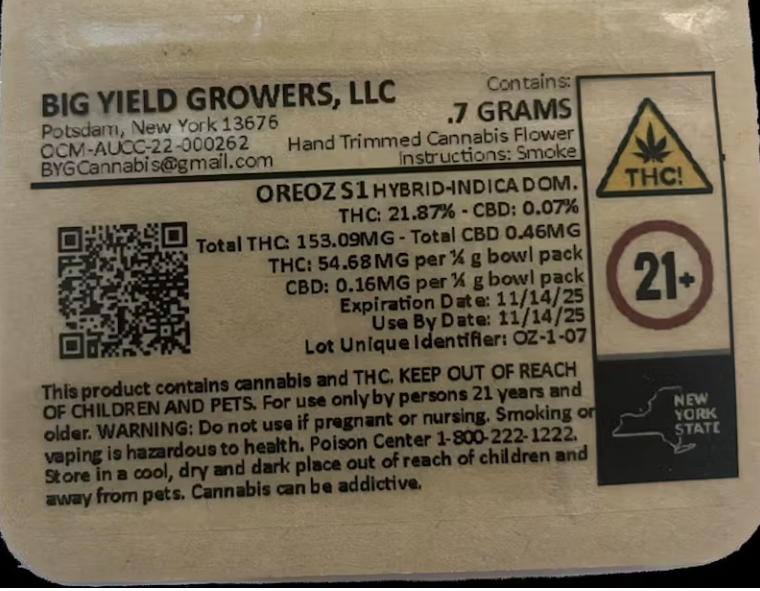 BIG YIELD GROWERS, LLC
Potsdam, New York 13676
OCM-AUCC-22-000262
BYGCannabis@gmail.com
Contains:
.7 GRAMS
Hand Trimmed Cannabis Flower
Instructions: Smoke
OREOZ S1 HYBRID-INDICA DOM.
THC: 21.87% - CBD: 0.07%
Total THC: 153.09MG - Total CBD 0.46MG
THC: 54.68MG per ¼ g bowl pack
CBD: 0.16MG per ¼ g bowl pack
Expiration Date: 11/14/25
Use By Date: 11/14/25
Lot Unique Identifier: OZ-1-07
This product contains cannabis and THC. KEEP OUT OF REACH
OF CHILDREN AND PETS. For use only by persons 21 years and
older. WARNING: Do not use if pregnant or nursing. Smoking or
vaping is hazardous to health. Poison Center 1-800-222-1222.
Store in a cool, dry and dark place out of reach of children and
away from pets. Cannabis can be addictive.
THC!
21+
NEW
YORK
STATE